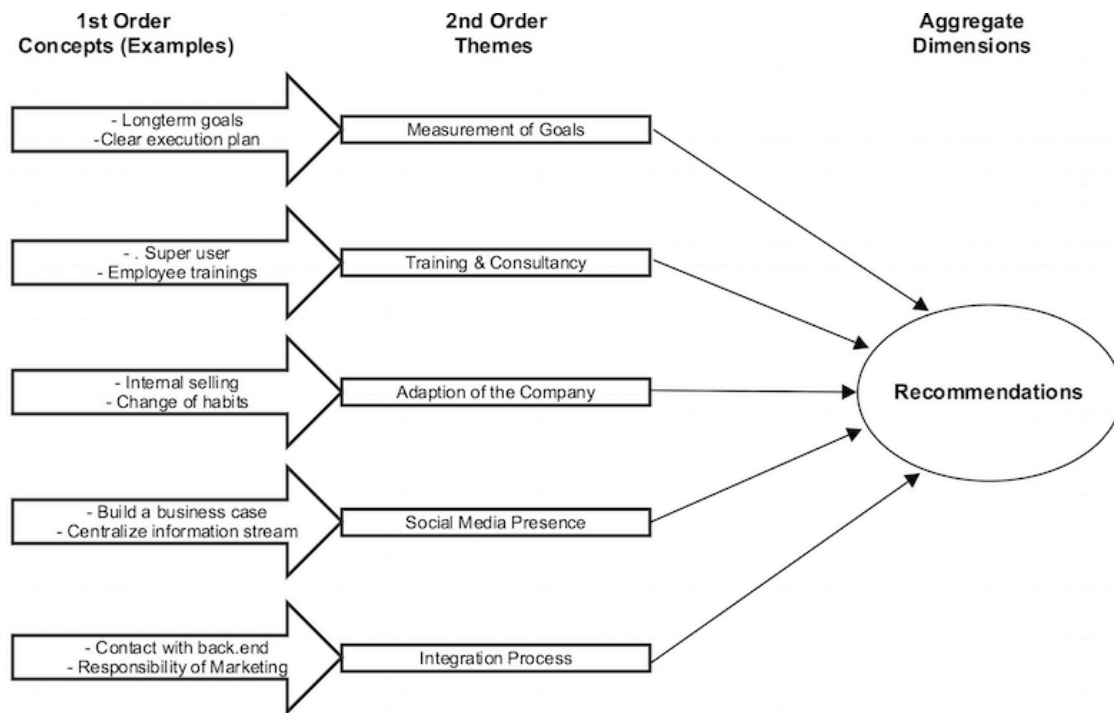 1st Order
Concepts (Examples)
2nd Order
Themes
Aggregate
Dimensions
- Longterm goals
-Clear execution plan
Measurement of Goals
- . Super user
- Employee trainings
Training & Consultancy
- Internal selling
- Change of habits
Adaption of the Company
Recommendations
- Build a business case
- Centralize information stream
Social Media Presence
- Contact with back.end
- Responsibility of Marketing
Integration Process